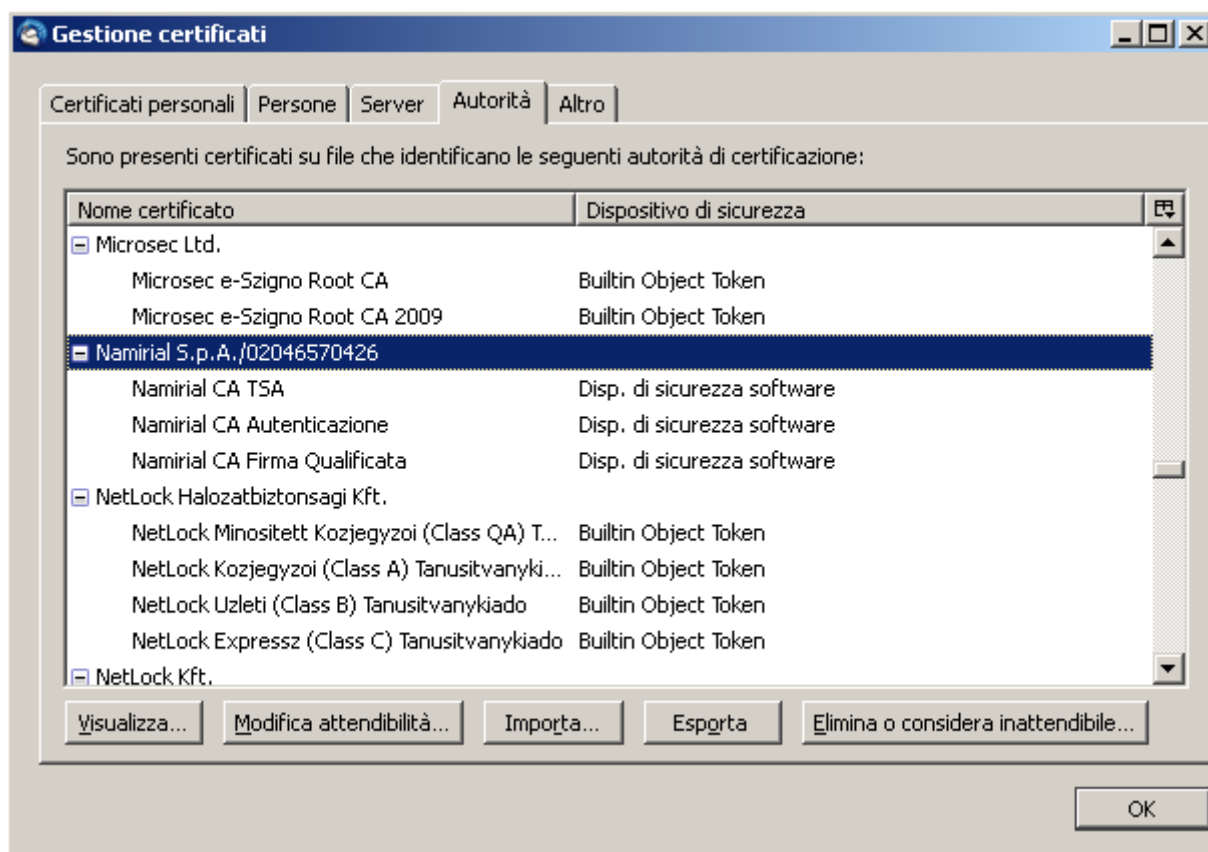 Gestione certificati
Certificati personali Persone Server Autorità Altro
Sono presenti certificati su file che identificano le seguenti autorità di certificazione:
Nome certificato Dispositivo di sicurezza
Microsec Ltd.
Microsec e-Szigno Root CA Builtin Object Token
Microsec e-Szigno Root CA 2009 Builtin Object Token
Namirial S.p.A./02046570426
Namirial CA TSA Disp. di sicurezza software
Namirial CA Autenticazione Disp. di sicurezza software
Namirial CA Firma Qualificata Disp. di sicurezza software
NetLock Halozatbiztonsagi Kft.
NetLock Minositett Kozjegyzoi (Class QA) T... Builtin Object Token
NetLock Kozjegyzoi (Class A) Tanusitvanyki... Builtin Object Token
NetLock Uzleti (Class B) Tanusitvanykiado Builtin Object Token
NetLock Expressz (Class C) Tanusitvanykiado Builtin Object Token
NetLock Kft.
Visualizza... Modifica attendibilità... Importa... Esporta Elimina o considera inattendibile...
OK